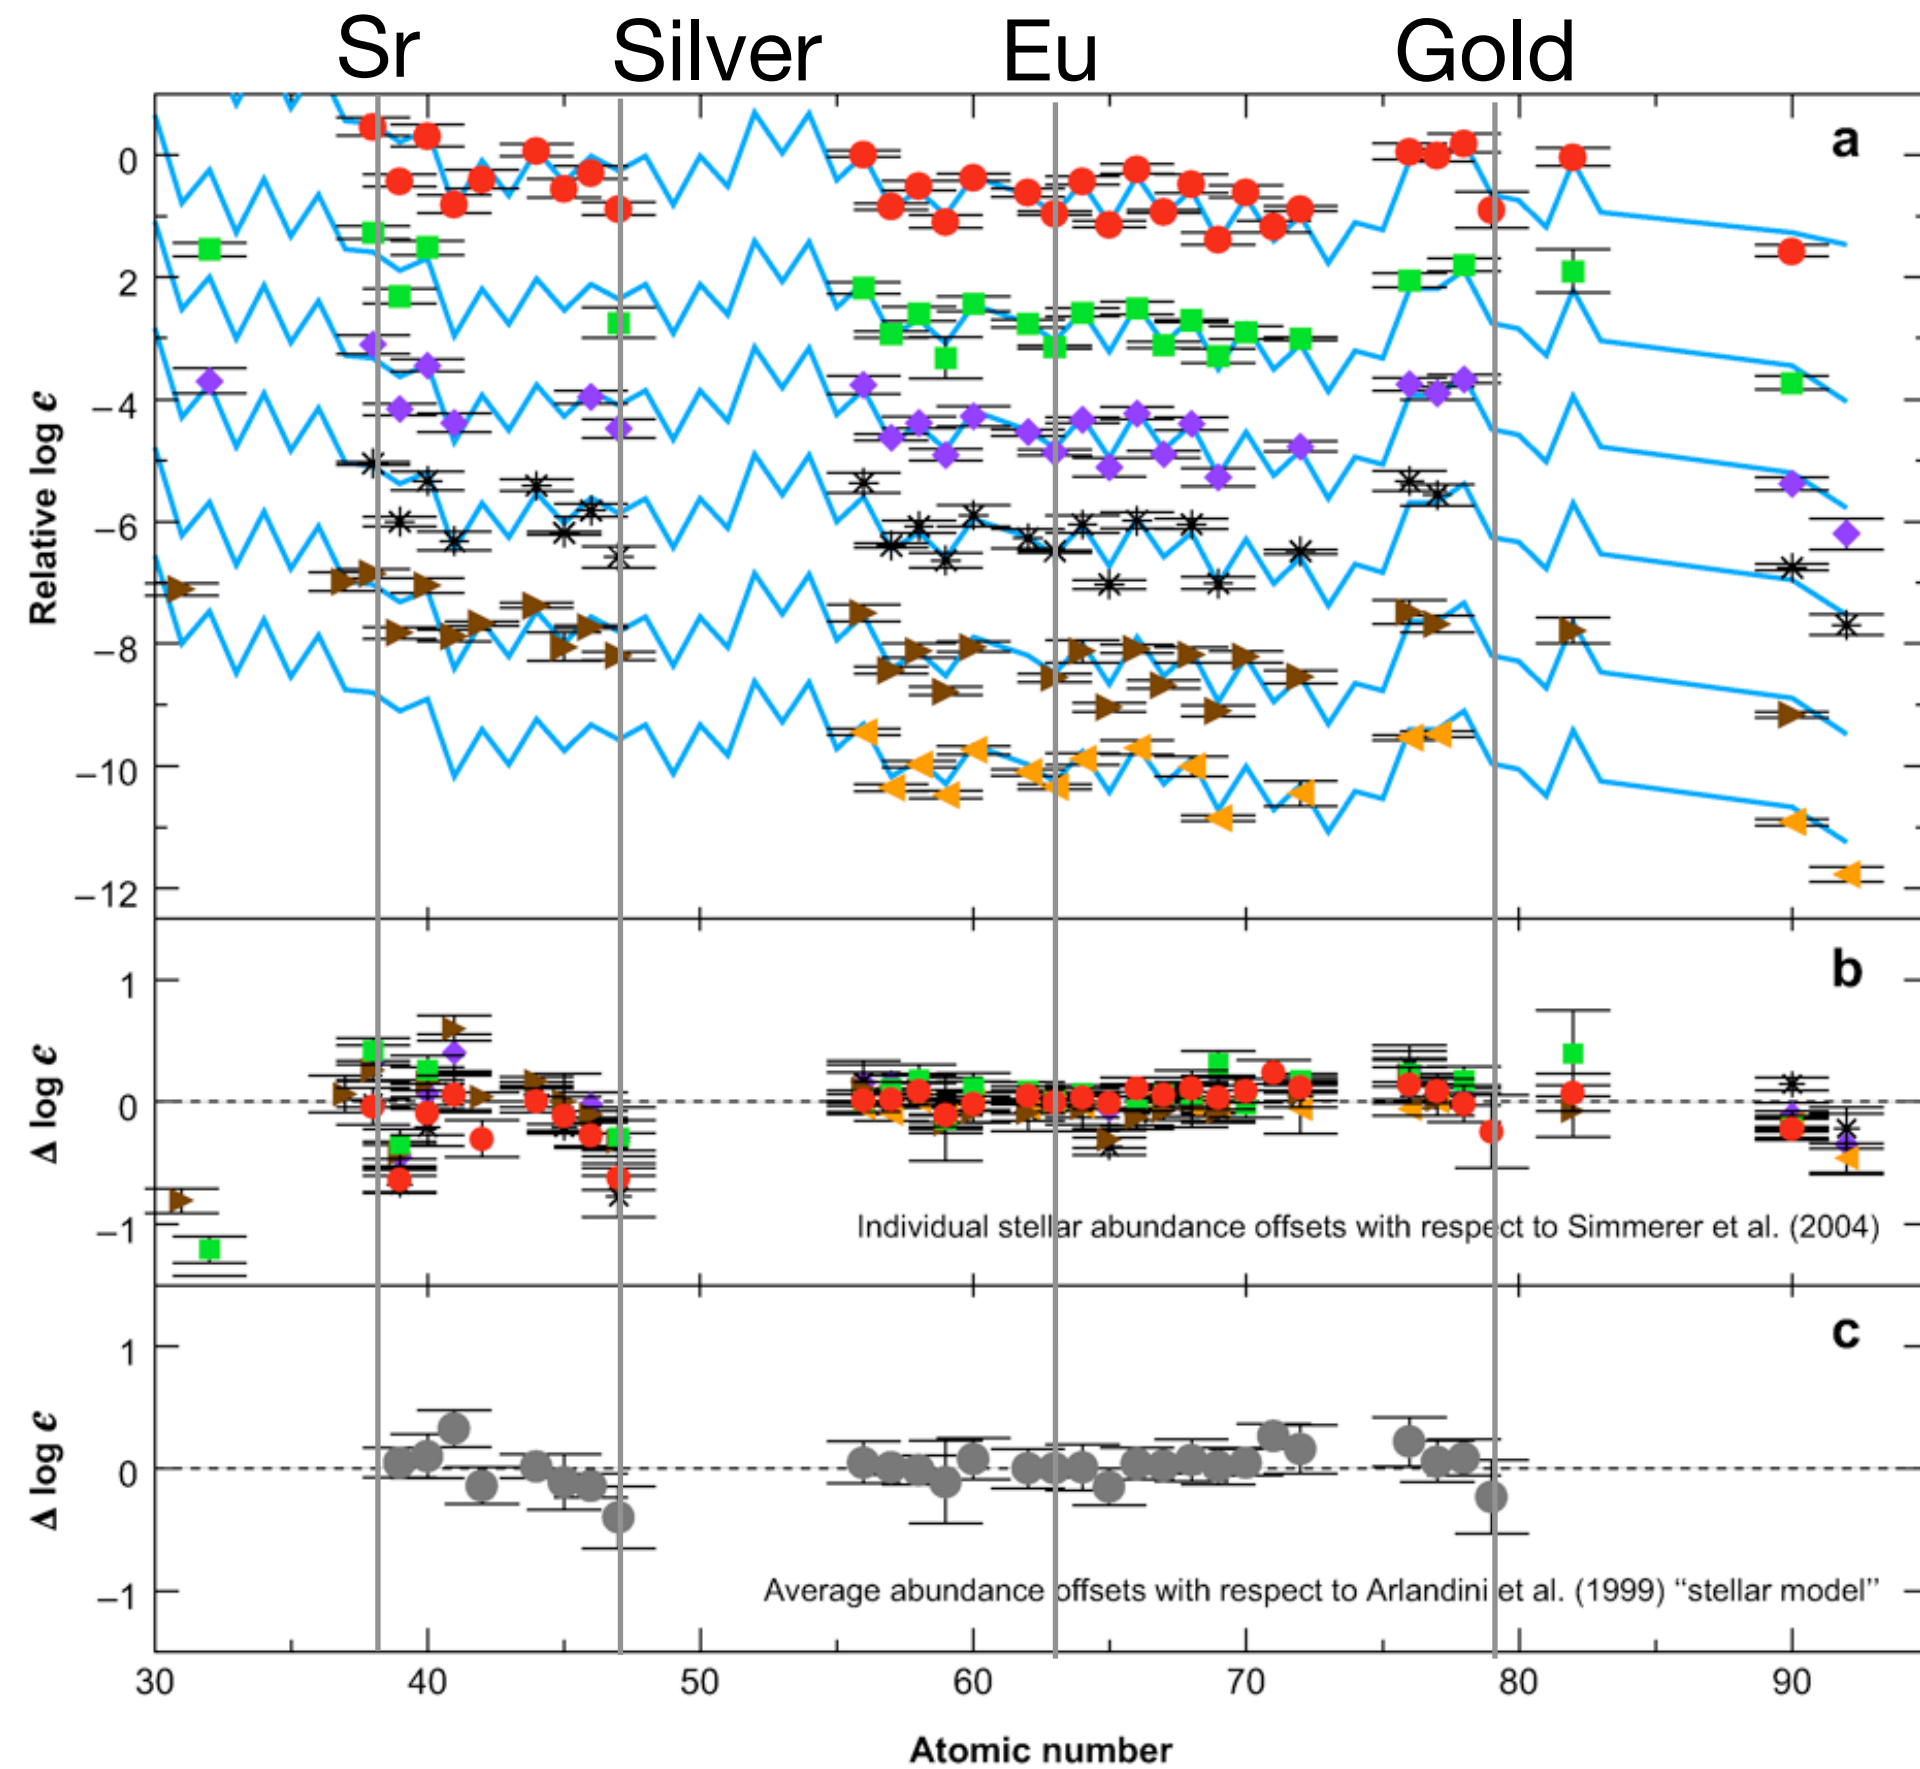 Sr Silver Eu Gold
a
0
2
−4
−6
−8
−10
−12
Relative log ε
b
1
0
−1
Δ log ε
Individual stellar abundance offsets with respect to Simmerer et al. (2004)
c
1
0
−1
Δ log ε
Average abundance offsets with respect to Arlandini et al. (1999) “stellar model”
30 40 50 60 70 80 90
Atomic number